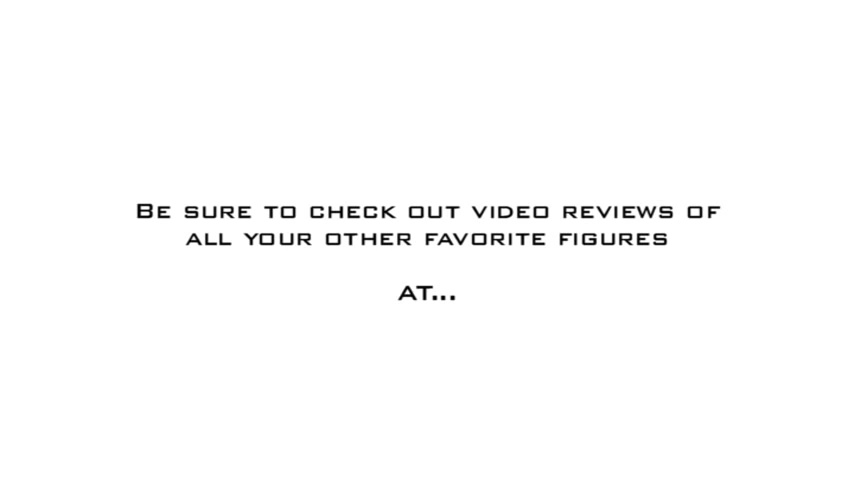 Be sure to check out video reviews of
all your other favorite figures
at...